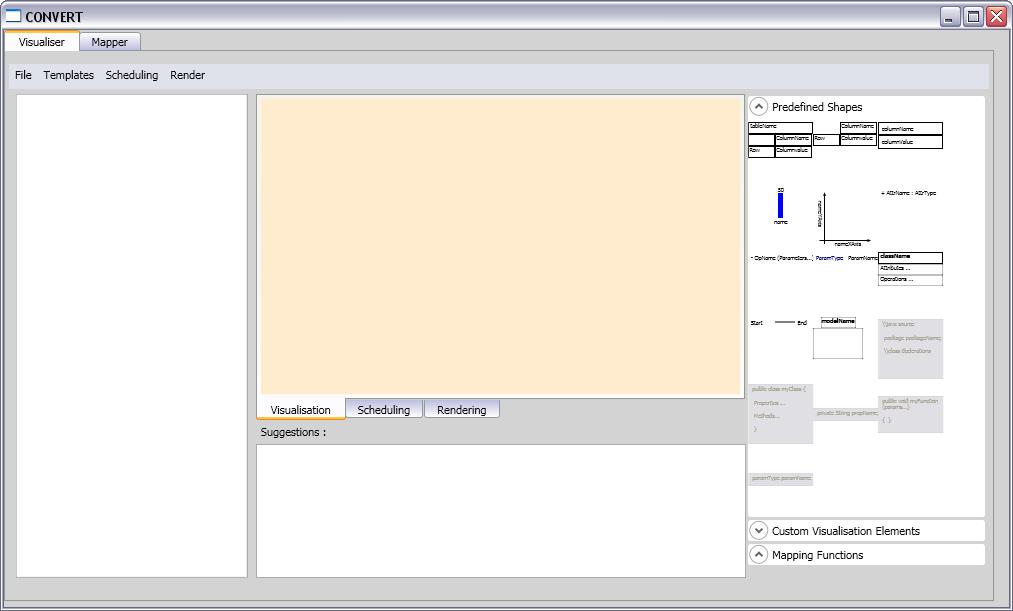 CONVERT
Visualiser Mapper
File Templates Scheduling Render
Predefined Shapes
tableName
ColumnName
Row Columnvalue
ColumnName
Row Columnvalue
columnName
columnValue
50
name
nameYAxis
nameXAxis
+ AttrName : AttrType
- OpName (Parameters...)
ParamType ParamName
className
Attributes ...
Operations ...
Start End
modelName
\\java source
package packageName;
\\class declarations
public class myClass {
Properties ...
Methods...
}
private String propName;
public void myFunction
(params...)
{ }
paramType paramName
Visualisation Scheduling Rendering
Suggestions :
Custom Visualisation Elements
Mapping Functions